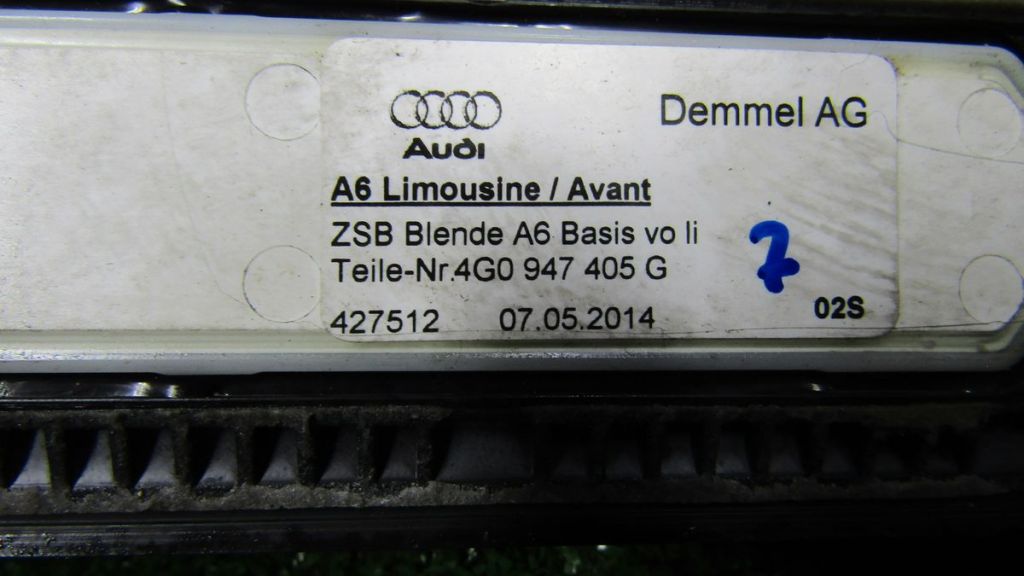 Audi
Demmel AG
A6 Limousine / Avant
ZSB Blende A6 Basis vo li
Teile-Nr.4G0 947 405 G
7
427512 07.05.2014
02S